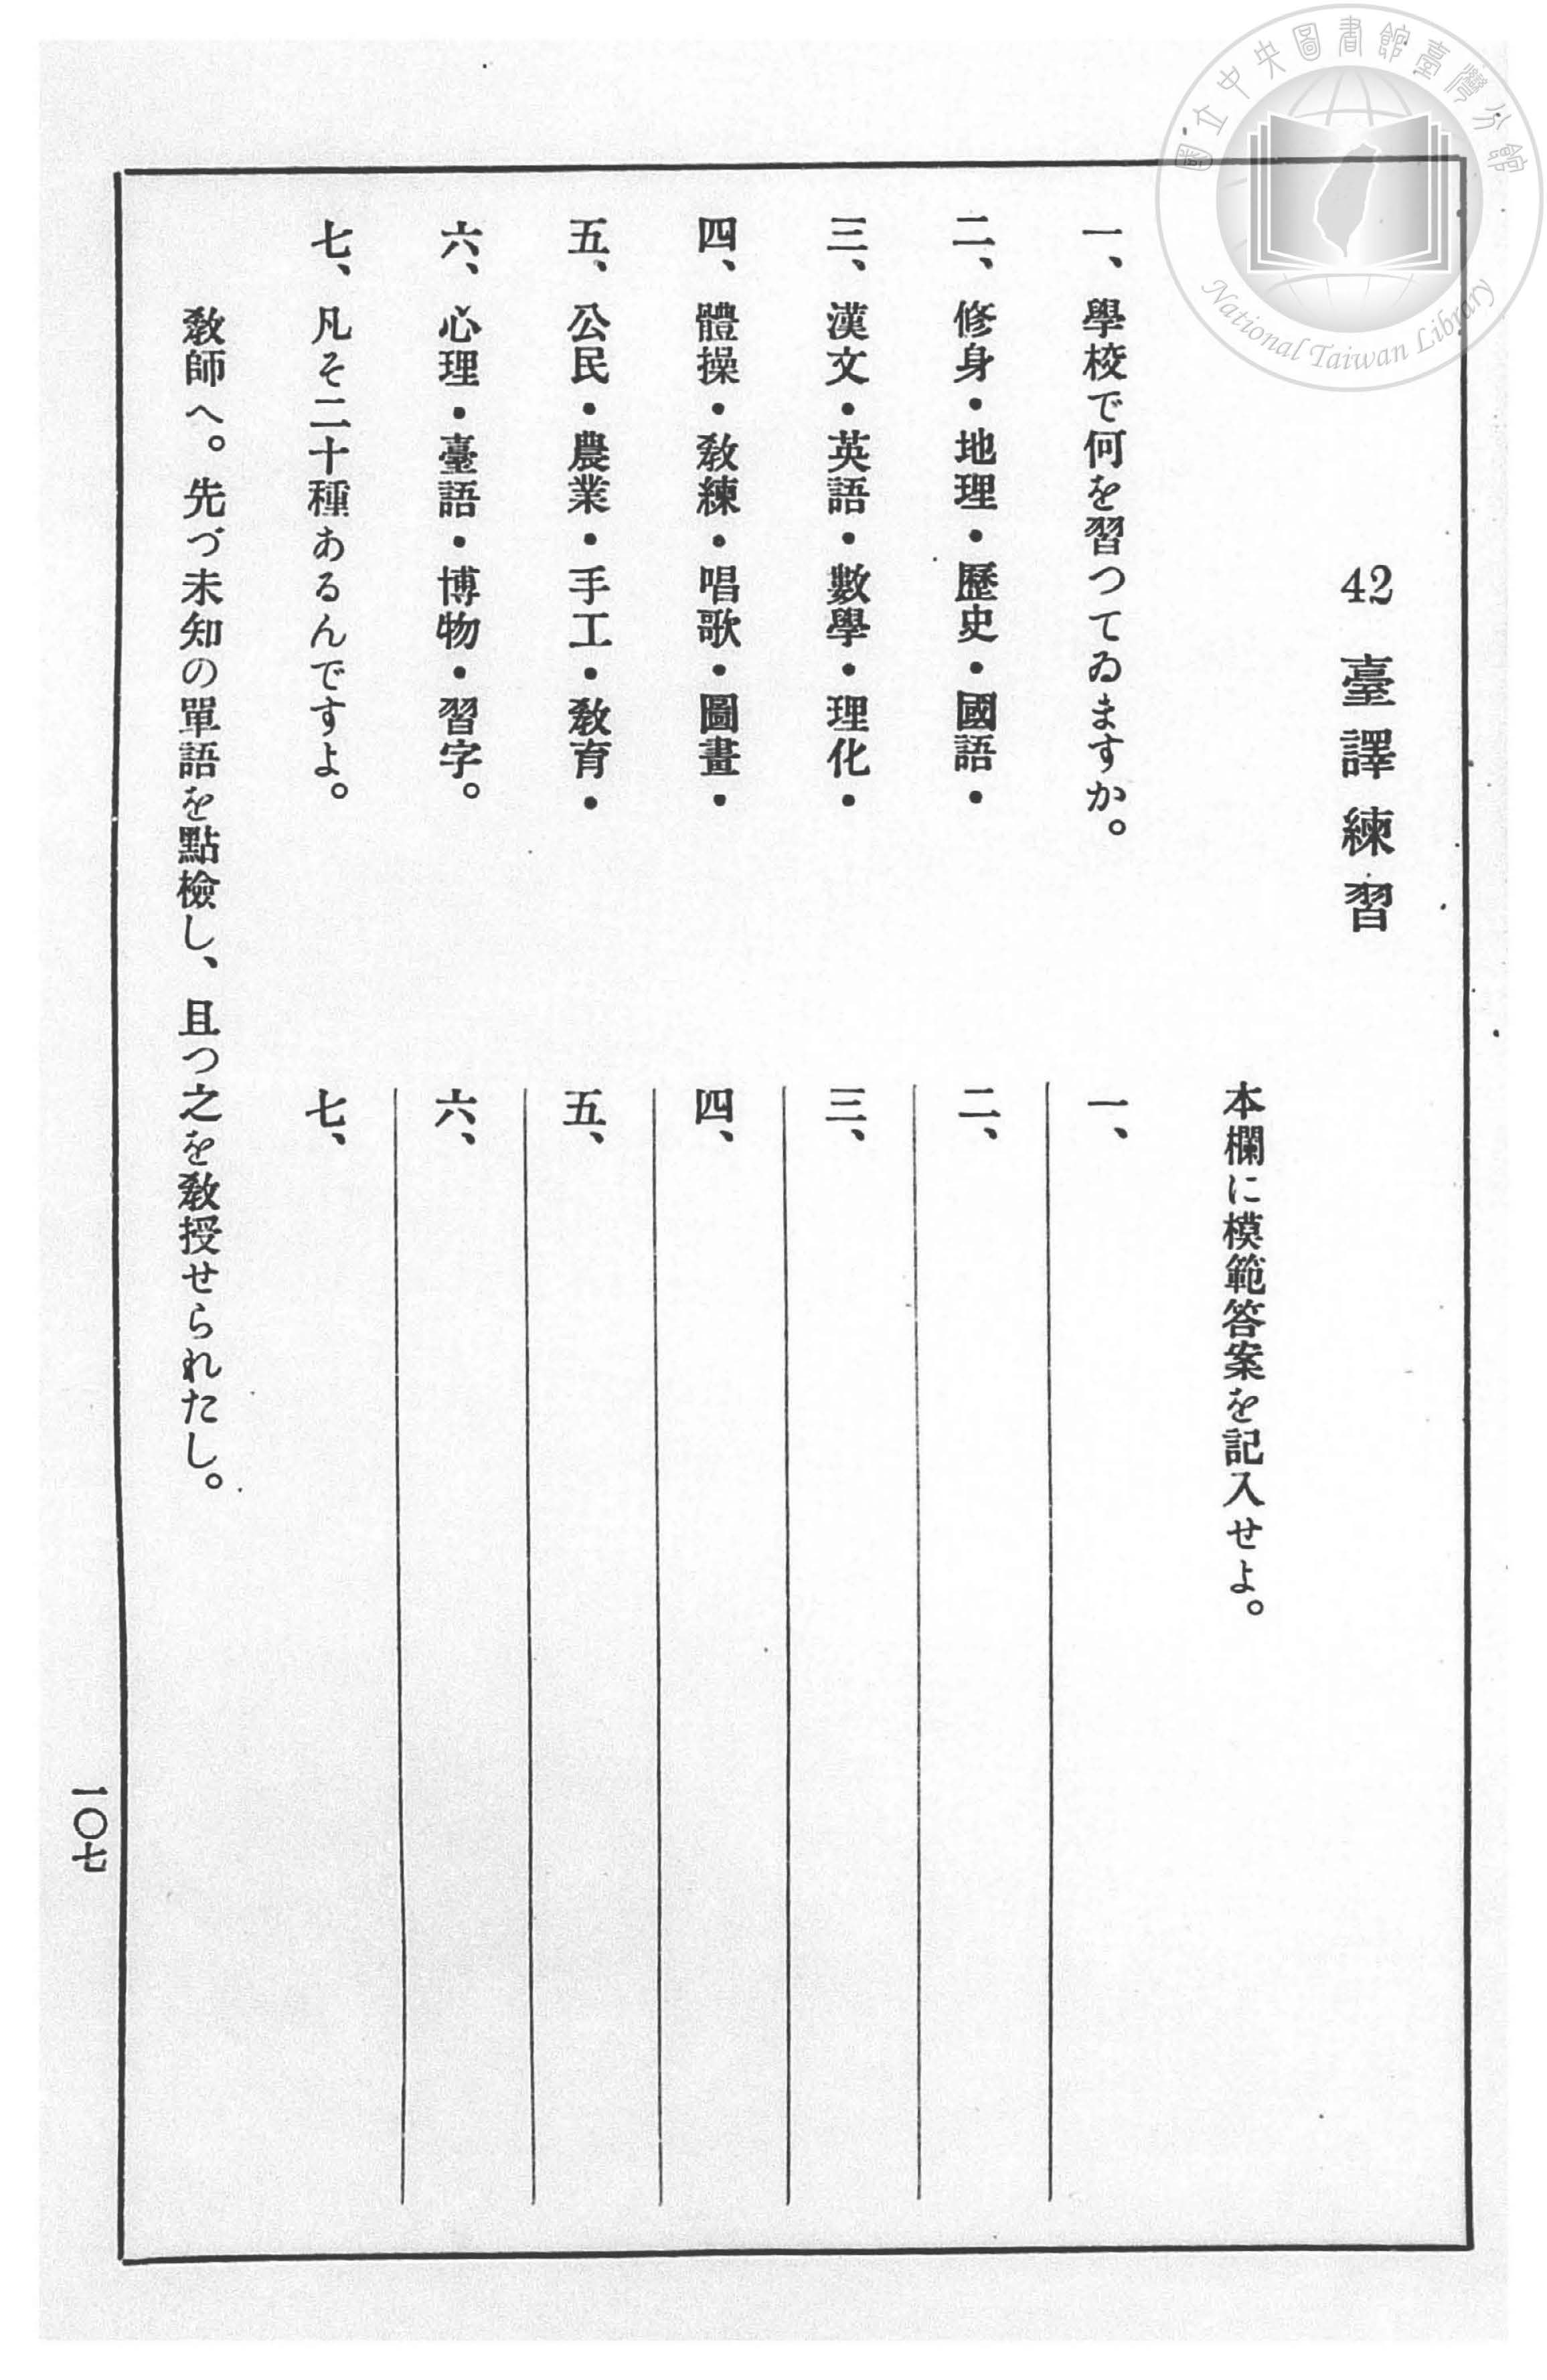 國立中央圖書館臺灣分館
National Taiwan Library
42 臺譯練習
本欄に模範答案を記入せよ。
一、學校で何を習つてゐますか。
二、修身・地理・歷史・國語・
三、漢文・英語・數學・理化・
四、體操・敎練・唱歌・圖畫・
五、公民・農業・手工・敎育・
六、心理・臺語・博物・習字。
七、凡そ二十種あるんですよ。
一、
二、
三、
四、
五、
六、
七、
敎師へ。先づ未知の單語を點檢し、且つ之を敎授せられたし。
一〇七